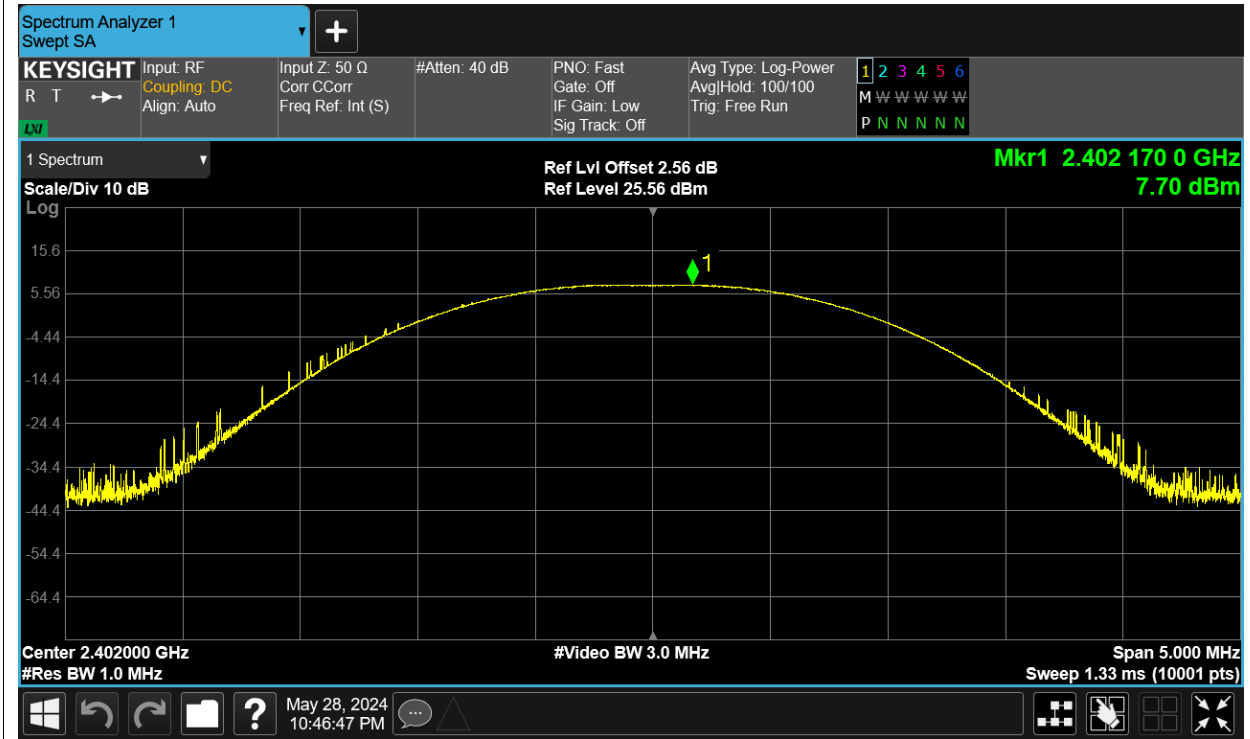 Spectrum Analyzer 1
Swept SA
+
KEYSIGHT
R T
LXI
Input: RF
Coupling: DC
Align: Auto
Input Z: 50 Ω
Corr CCorr
Freq Ref: Int (S)
#Atten: 40 dB
PNO: Fast
Gate: Off
IF Gain: Low
Sig Track: Off
Avg Type: Log-Power
Avg|Hold: 100/100
Trig: Free Run
1 2 3 4 5 6
M W W W W W
P N N N N N
1 Spectrum
Scale/Div 10 dB
Log
Ref Lvl Offset 2.56 dB
Ref Level 25.56 dBm
Mkr1 2.402 170 0 GHz
7.70 dBm
1
15.6
5.56
-4.44
-14.4
-24.4
-34.4
-44.4
-54.4
-64.4
Center 2.402000 GHz
#Video BW 3.0 MHz
Span 5.000 MHz
#Res BW 1.0 MHz
Sweep 1.33 ms (10001 pts)
?
May 28, 2024
10:46:47 PM